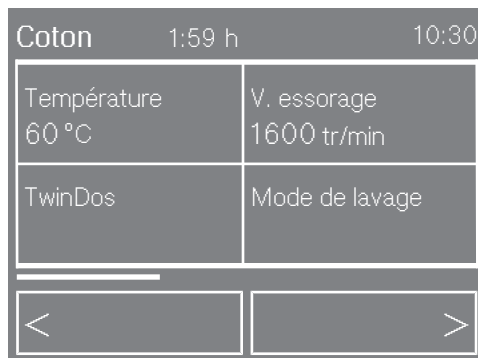 Coton 1:59 h 10:30
Température V. essorage
60 °C 1600 tr/min
TwinDos Mode de lavage
< >